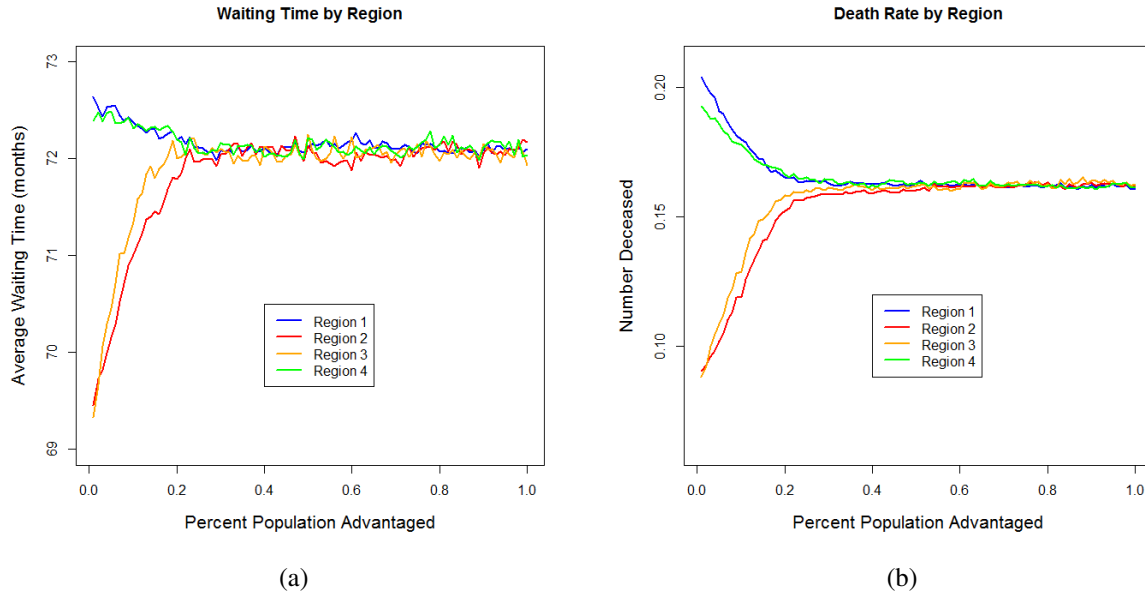 Waiting Time by Region
73
72
71
70
69
Average Waiting Time (months)
Region 1
Region 2
Region 3
Region 4
0.0 0.2 0.4 0.6 0.8 1.0
Percent Population Advantaged
(a)
Death Rate by Region
0.20
0.15
0.10
Number Deceased
Region 1
Region 2
Region 3
Region 4
0.0 0.2 0.4 0.6 0.8 1.0
Percent Population Advantaged
(b)